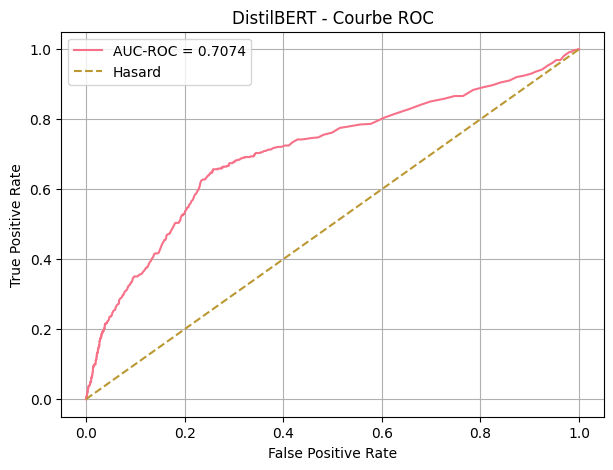 DistilBERT - Courbe ROC
AUC-ROC = 0.7074
Hasard
True Positive Rate
1.0
0.8
0.6
0.4
0.2
0.0
0.0 0.2 0.4 0.6 0.8 1.0
False Positive Rate